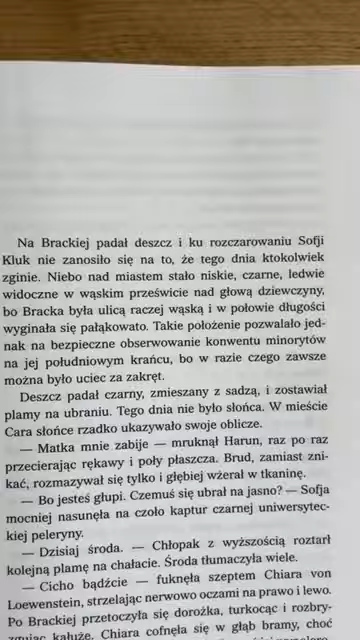 Na Brackiej padał deszcz i ku rozczarowaniu Sofji
Kluk nie zanosiło się na to, że tego dnia ktokolwiek
zginie. Niebo nad miastem stało niskie, czarne, ledwie
widoczne w wąskim prześwicie nad głową dziewczyny,
bo Bracka była ulicą raczej wąską i w połowie długości
wyginała się pałąkowato. Takie położenie pozwalało jed-
nak na bezpieczne obserwowanie konwentu minorytów
na jej południowym krańcu, bo w razie czego zawsze
można było uciec za zakręt.
Deszcz padał czarny, zmieszany z sadzą, i zostawiał
plamy na ubraniu. Tego dnia nie było słońca. W mieście
Cara słońce rzadko ukazywało swoje oblicze.
— Matka mnie zabije — mruknął Harun, raz po raz
przecierając rękawy i poły płaszcza. Brud, zamiast zni-
kać, rozmazywał się tylko i głębiej wżerał w tkaninę.
— Bo jesteś głupi. Czemuś się ubrał na jasno? — Sofja
mocniej nasunęła na czoło kaptur czarnej uniwersytec-
kiej peleryny.
— Dzisiaj środa. — Chłopak z wyższością roztarł
kolejną plamę na chałacie. Środa tłumaczyła wiele.
— Cicho bądźcie — fuknęła szeptem Chiara von
Loewenstein, strzelając nerwowo oczami na prawo i lewo.
Po Brackiej przetoczyła się dorożka, turkocąc i rozbry-
zgując kałuże. Chiara cofnęła się w głąb bramy, choć